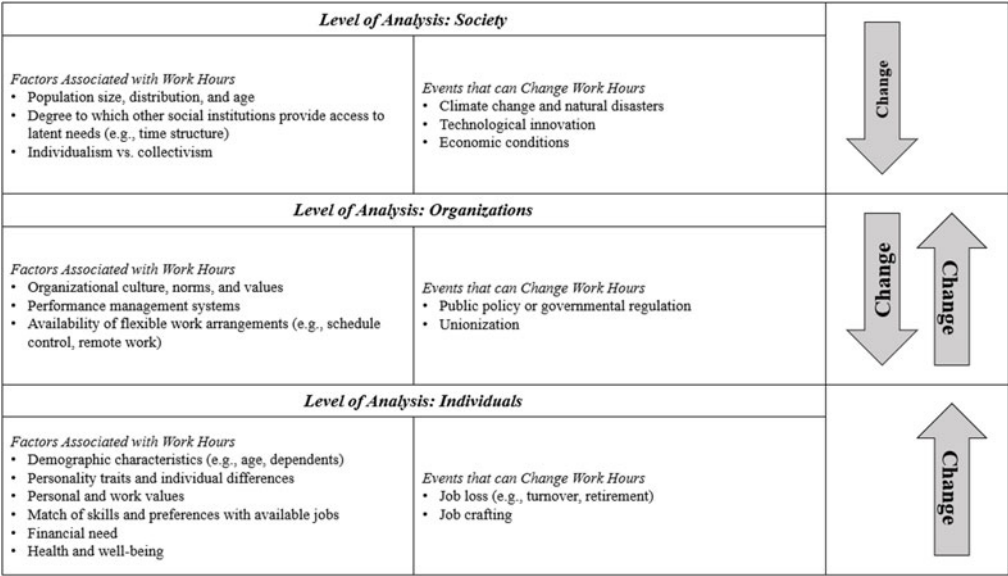 Level of Analysis: Society
Factors Associated with Work Hours
• Population size, distribution, and age
• Degree to which other social institutions provide access to
latent needs (e.g., time structure)
• Individualism vs. collectivism
Events that can Change Work Hours
• Climate change and natural disasters
• Technological innovation
• Economic conditions
Change
Level of Analysis: Organizations
Factors Associated with Work Hours
• Organizational culture, norms, and values
• Performance management systems
• Availability of flexible work arrangements (e.g., schedule
control, remote work)
Events that can Change Work Hours
• Public policy or governmental regulation
• Unionization
Change
Change
Level of Analysis: Individuals
Factors Associated with Work Hours
• Demographic characteristics (e.g., age, dependents)
• Personality traits and individual differences
• Personal and work values
• Match of skills and preferences with available jobs
• Financial need
• Health and well-being
Events that can Change Work Hours
• Job loss (e.g., turnover, retirement)
• Job crafting
Change